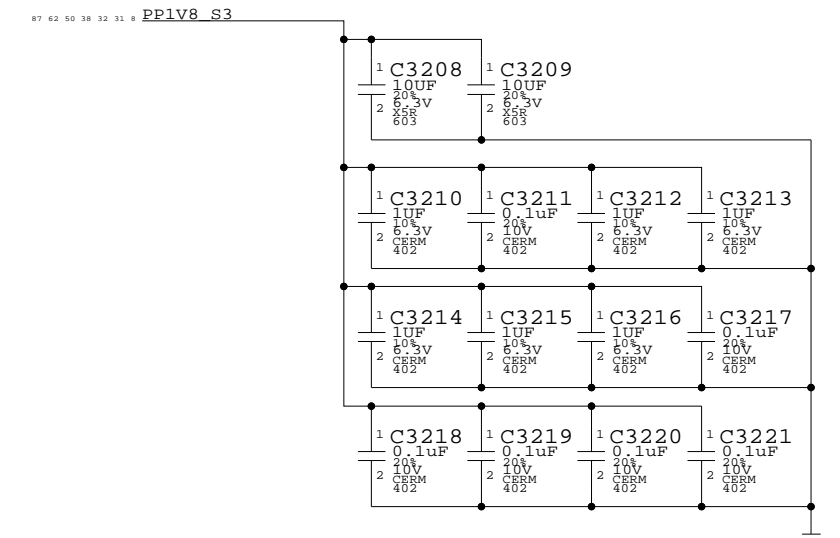 87 62 50 38 32 31 8 PP1V8_S3
1 C3208
10UF
20%
6.3V
2 X5R
603
1 C3209
10UF
20%
6.3V
2 X5R
603
1 C3210
1UF
10%
6.3V
2 CERM
402
1 C3211
0.1uF
20%
10V
2 CERM
402
1 C3212
1UF
10%
6.3V
2 CERM
402
1 C3213
1UF
10%
6.3V
2 CERM
402
1 C3214
1UF
10%
6.3V
2 CERM
402
1 C3215
1UF
10%
6.3V
2 CERM
402
1 C3216
1UF
10%
6.3V
2 CERM
402
1 C3217
0.1uF
20%
10V
2 CERM
402
1 C3218
0.1uF
20%
10V
2 CERM
402
1 C3219
0.1uF
20%
10V
2 CERM
402
1 C3220
0.1uF
20%
10V
2 CERM
402
1 C3221
0.1uF
20%
10V
2 CERM
402